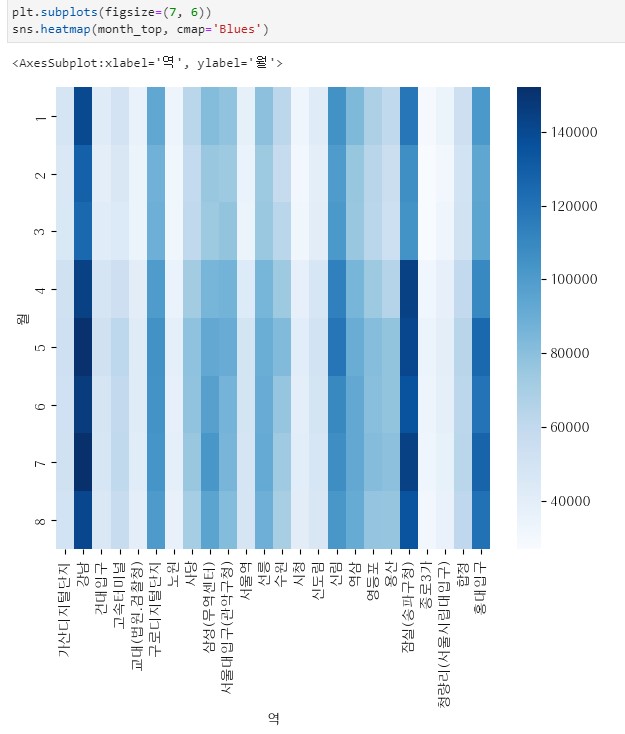 plt.subplots(figsize=(7, 6))
sns.heatmap(month_top, cmap='Blues')
<AxesSubplot:xlabel='역', ylabel='월'>
1
2
3
4
5
6
7
8
월
140000
120000
100000
80000
60000
40000
가산디지털단지
강남
건대입구
고속터미널
교대(법원.검찰청)
구로디지털단지
노원
사당
삼성(무역센터)
서울대입구(관악구청)
서울역
선릉
수원
시청
신도림
신림
역삼
영등포
용산
잠실(송파구청)
종로3가
청량리(서울시립대입구)
합정
홍대입구
역